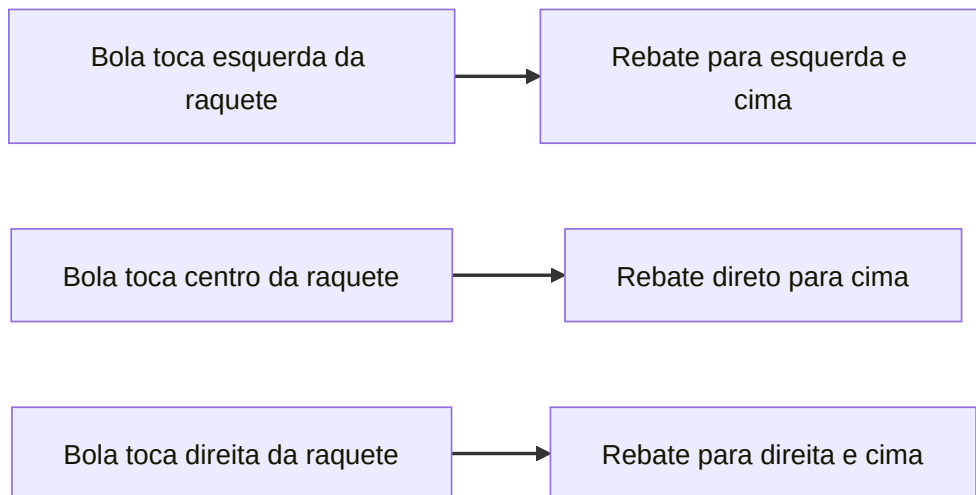 Bola toca esquerda da
raquete
Rebate para esquerda e
cima
Bola toca centro da raquete
Rebate direto para cima
Bola toca direita da raquete
Rebate para direita e cima